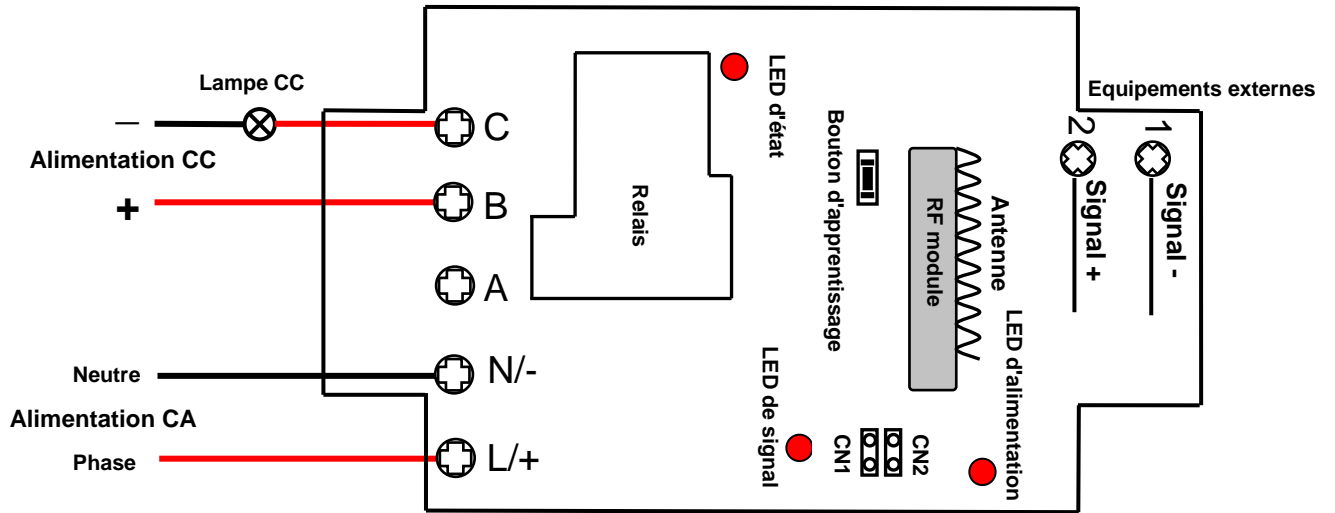 Lampe CC
–
Alimentation CC
+
Neutre
Alimentation CA
Phase
C
B
A
N/-
L/+
Relais
LED d'état
Bouton d'apprentissage
RF module
Antenne
LED de signal
CN1
CN2
LED d'alimentation
Equipements externes
2
1
Signal +
Signal -